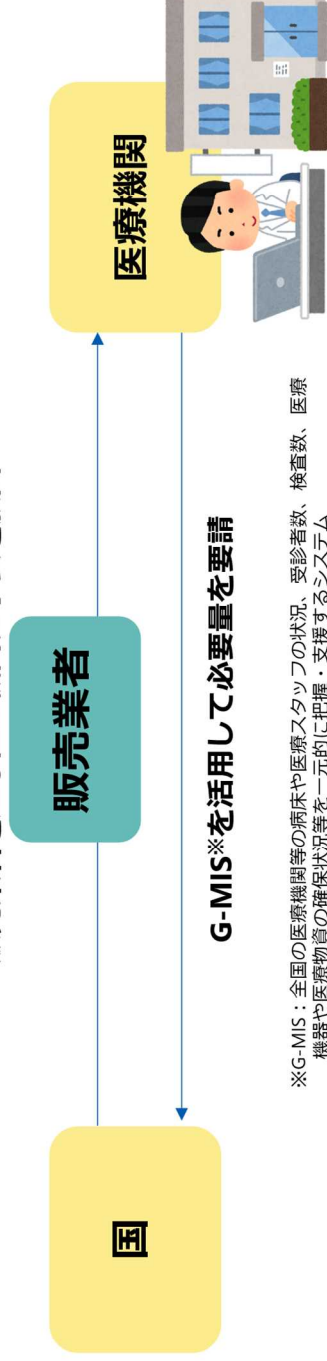 販売業者
国
医療機関
G-MIS※を活用して必要量を要請
※G-MIS：全国の医療機関等の病床や医療スタッフの状況、受診者数、検査数、医療
機器や医療物資の確保状況等を一元的に把握・支援するシステム